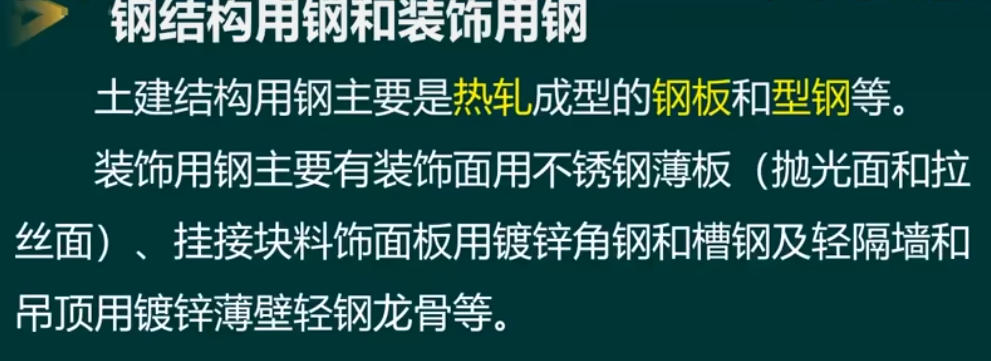 钢结构用钢和装饰用钢
土建结构用钢主要是热轧成型的钢板和型钢等。
装饰用钢主要有装饰面用不锈钢薄板（抛光面和拉
丝面）、挂接块料饰面板用镀锌角钢和槽钢及轻隔墙和
吊顶用镀锌薄壁轻钢龙骨等。